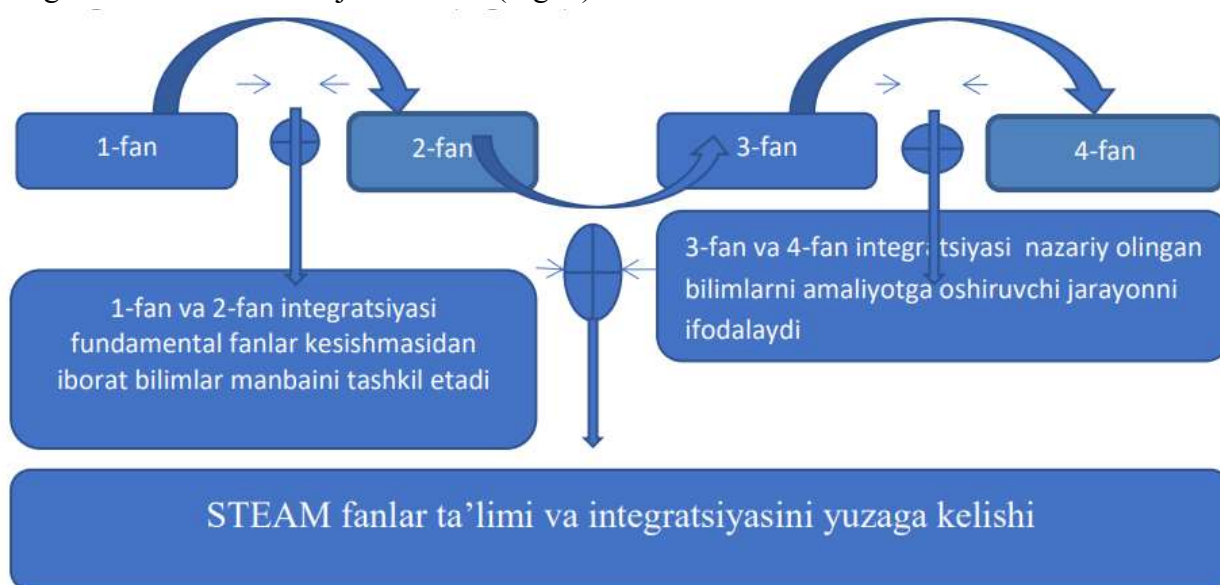 1-fan
2-fan
3-fan
4-fan
1-fan va 2-fan integratsiyasi
fundamental fanlar kesishmasidan
iborat bilimlar manbaini tashkil etadi
3-fan va 4-fan integratsiyasi nazariy olingan
bilimlarni amaliyotga oshiruvchi jarayonni
ifodalaydi
STEAM fanlar ta’limi va integratsiyasini yuzaga kelishi